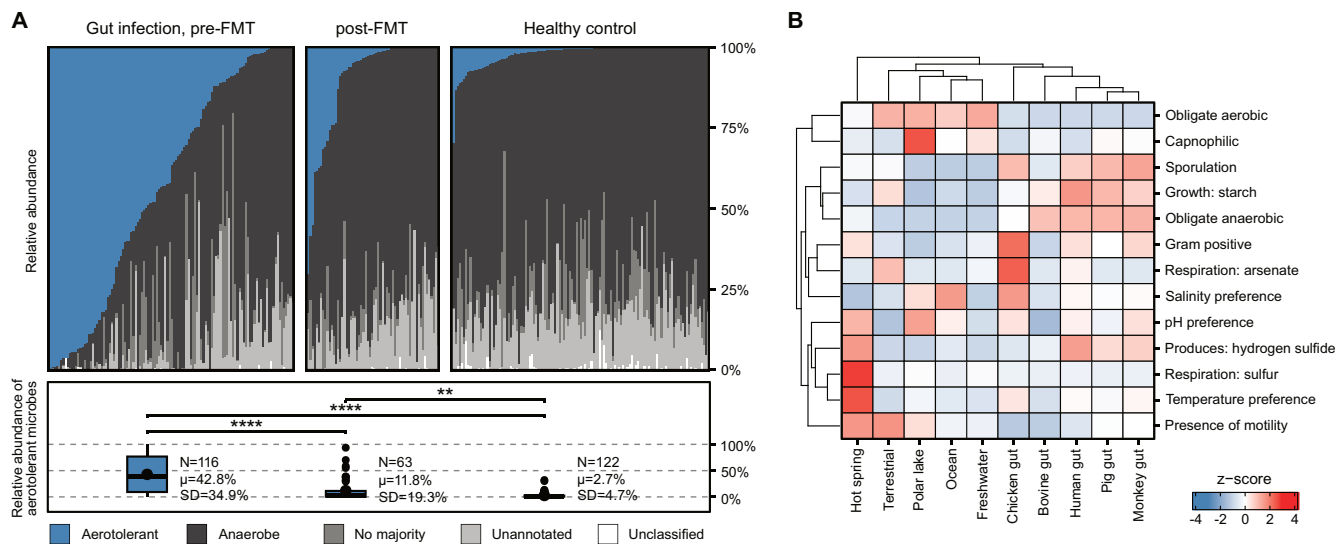 A
Gut infection, pre-FMT
post-FMT
Healthy control
Relative abundance
100%
75%
50%
25%
0%
Relative abundance of
aerotolerant microbes
**
****
****
N=116
μ=42.8%
SD=34.9%
N=63
μ=11.8%
SD=19.3%
N=122
μ=2.7%
SD=4.7%
100%
50%
0%
Aerotolerant
Anaerobe
No majority
Unannotated
Unclassified
B
Obligate aerobic
Capnophilic
Sporulation
Growth: starch
Obligate anaerobic
Gram positive
Respiration: arsenate
Salinity preference
pH preference
Produces: hydrogen sulfide
Respiration: sulfur
Temperature preference
Presence of motility
Hot spring
Terrestrial
Polar lake
Ocean
Freshwater
Chicken gut
Bovine gut
Human gut
Pig gut
Monkey gut
z-score
-4 -2 0 2 4